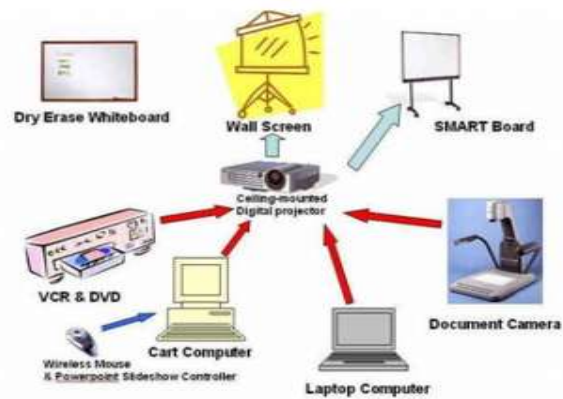 Dry Erase Whiteboard
Wall Screen
SMART Board
Ceiling-mounted
Digital projector
VCR & DVD
Cart Computer
Document Camera
Wireless Mouse
& Powerpoint Slideshow Controller
Laptop Computer